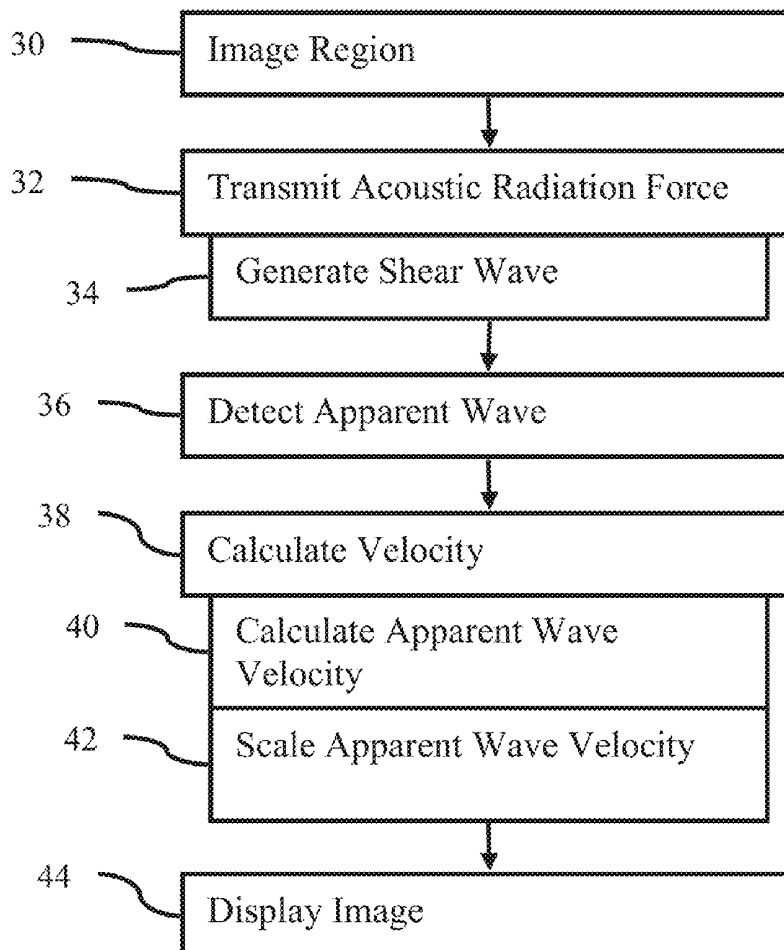 30
Image Region
32
Transmit Acoustic Radiation Force
34
Generate Shear Wave
36
Detect Apparent Wave
38
Calculate Velocity
40
Calculate Apparent Wave
Velocity
42
Scale Apparent Wave Velocity
44
Display Image